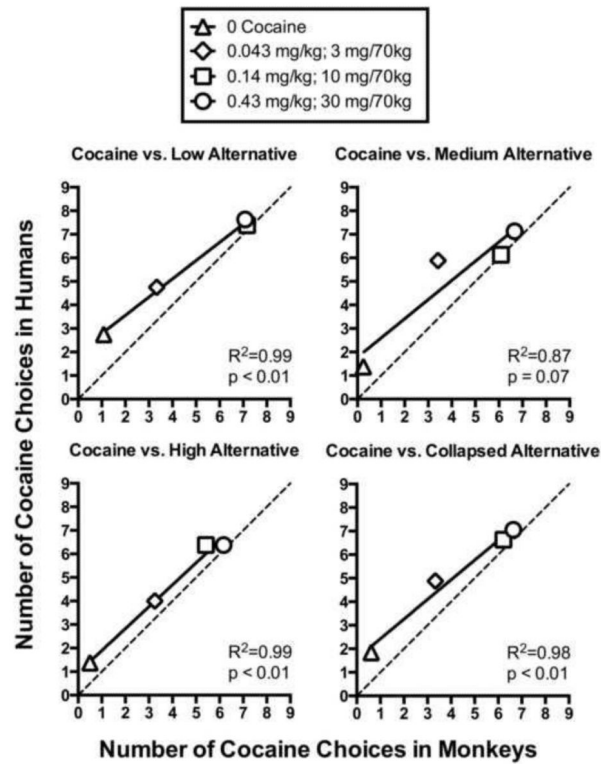 0 Cocaine
0.043 mg/kg; 3 mg/70kg
0.14 mg/kg; 10 mg/70kg
0.43 mg/kg; 30 mg/70kg
Cocaine vs. Low Alternative
9
8
7
6
5
4
3
2
1
0
R²=0.99
p < 0.01
0 1 2 3 4 5 6 7 8 9
Cocaine vs. Medium Alternative
9
8
7
6
5
4
3
2
1
0
R²=0.87
p = 0.07
0 1 2 3 4 5 6 7 8 9
Cocaine vs. High Alternative
9
8
7
6
5
4
3
2
1
0
R²=0.99
p < 0.01
0 1 2 3 4 5 6 7 8 9
Cocaine vs. Collapsed Alternative
9
8
7
6
5
4
3
2
1
0
R²=0.98
p < 0.01
0 1 2 3 4 5 6 7 8 9
Number of Cocaine Choices in Humans
Number of Cocaine Choices in Monkeys